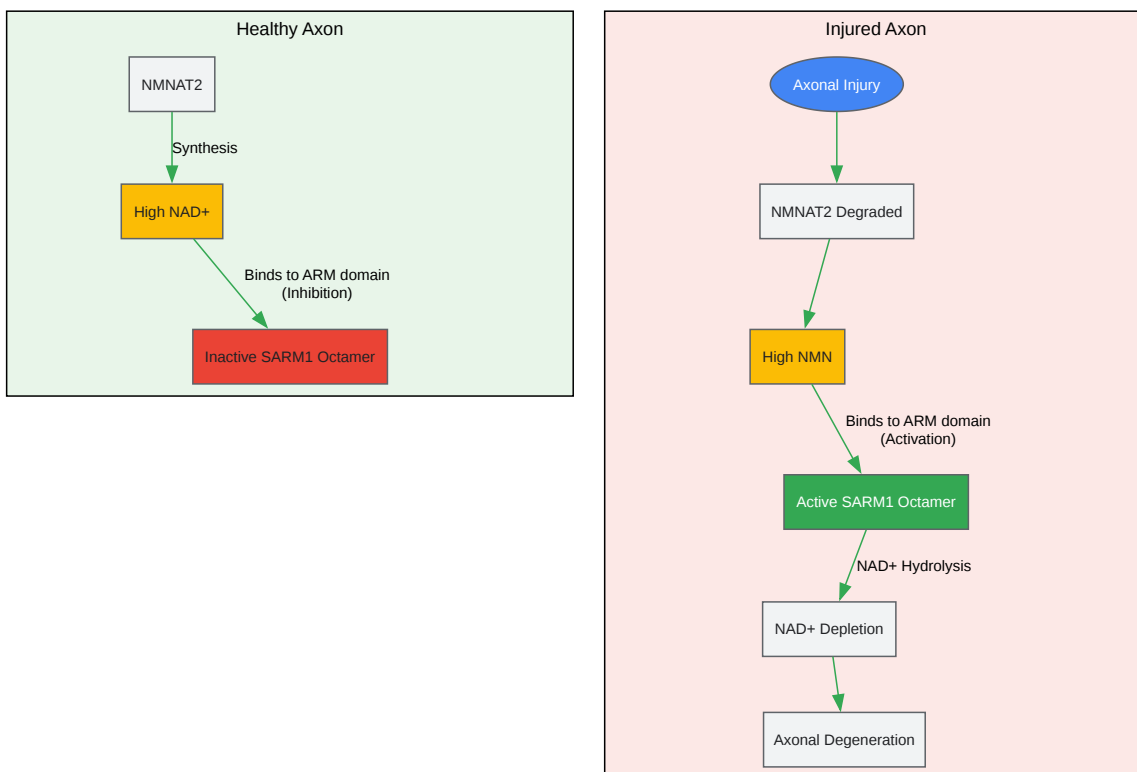 Healthy Axon
NMNAT2
Synthesis
High NAD+
Binds to ARM domain
(Inhibition)
Inactive SARM1 Octamer
Injured Axon
Axonal Injury
NMNAT2 Degraded
High NMN
Binds to ARM domain
(Activation)
Active SARM1 Octamer
NAD+ Hydrolysis
NAD+ Depletion
Axonal Degeneration